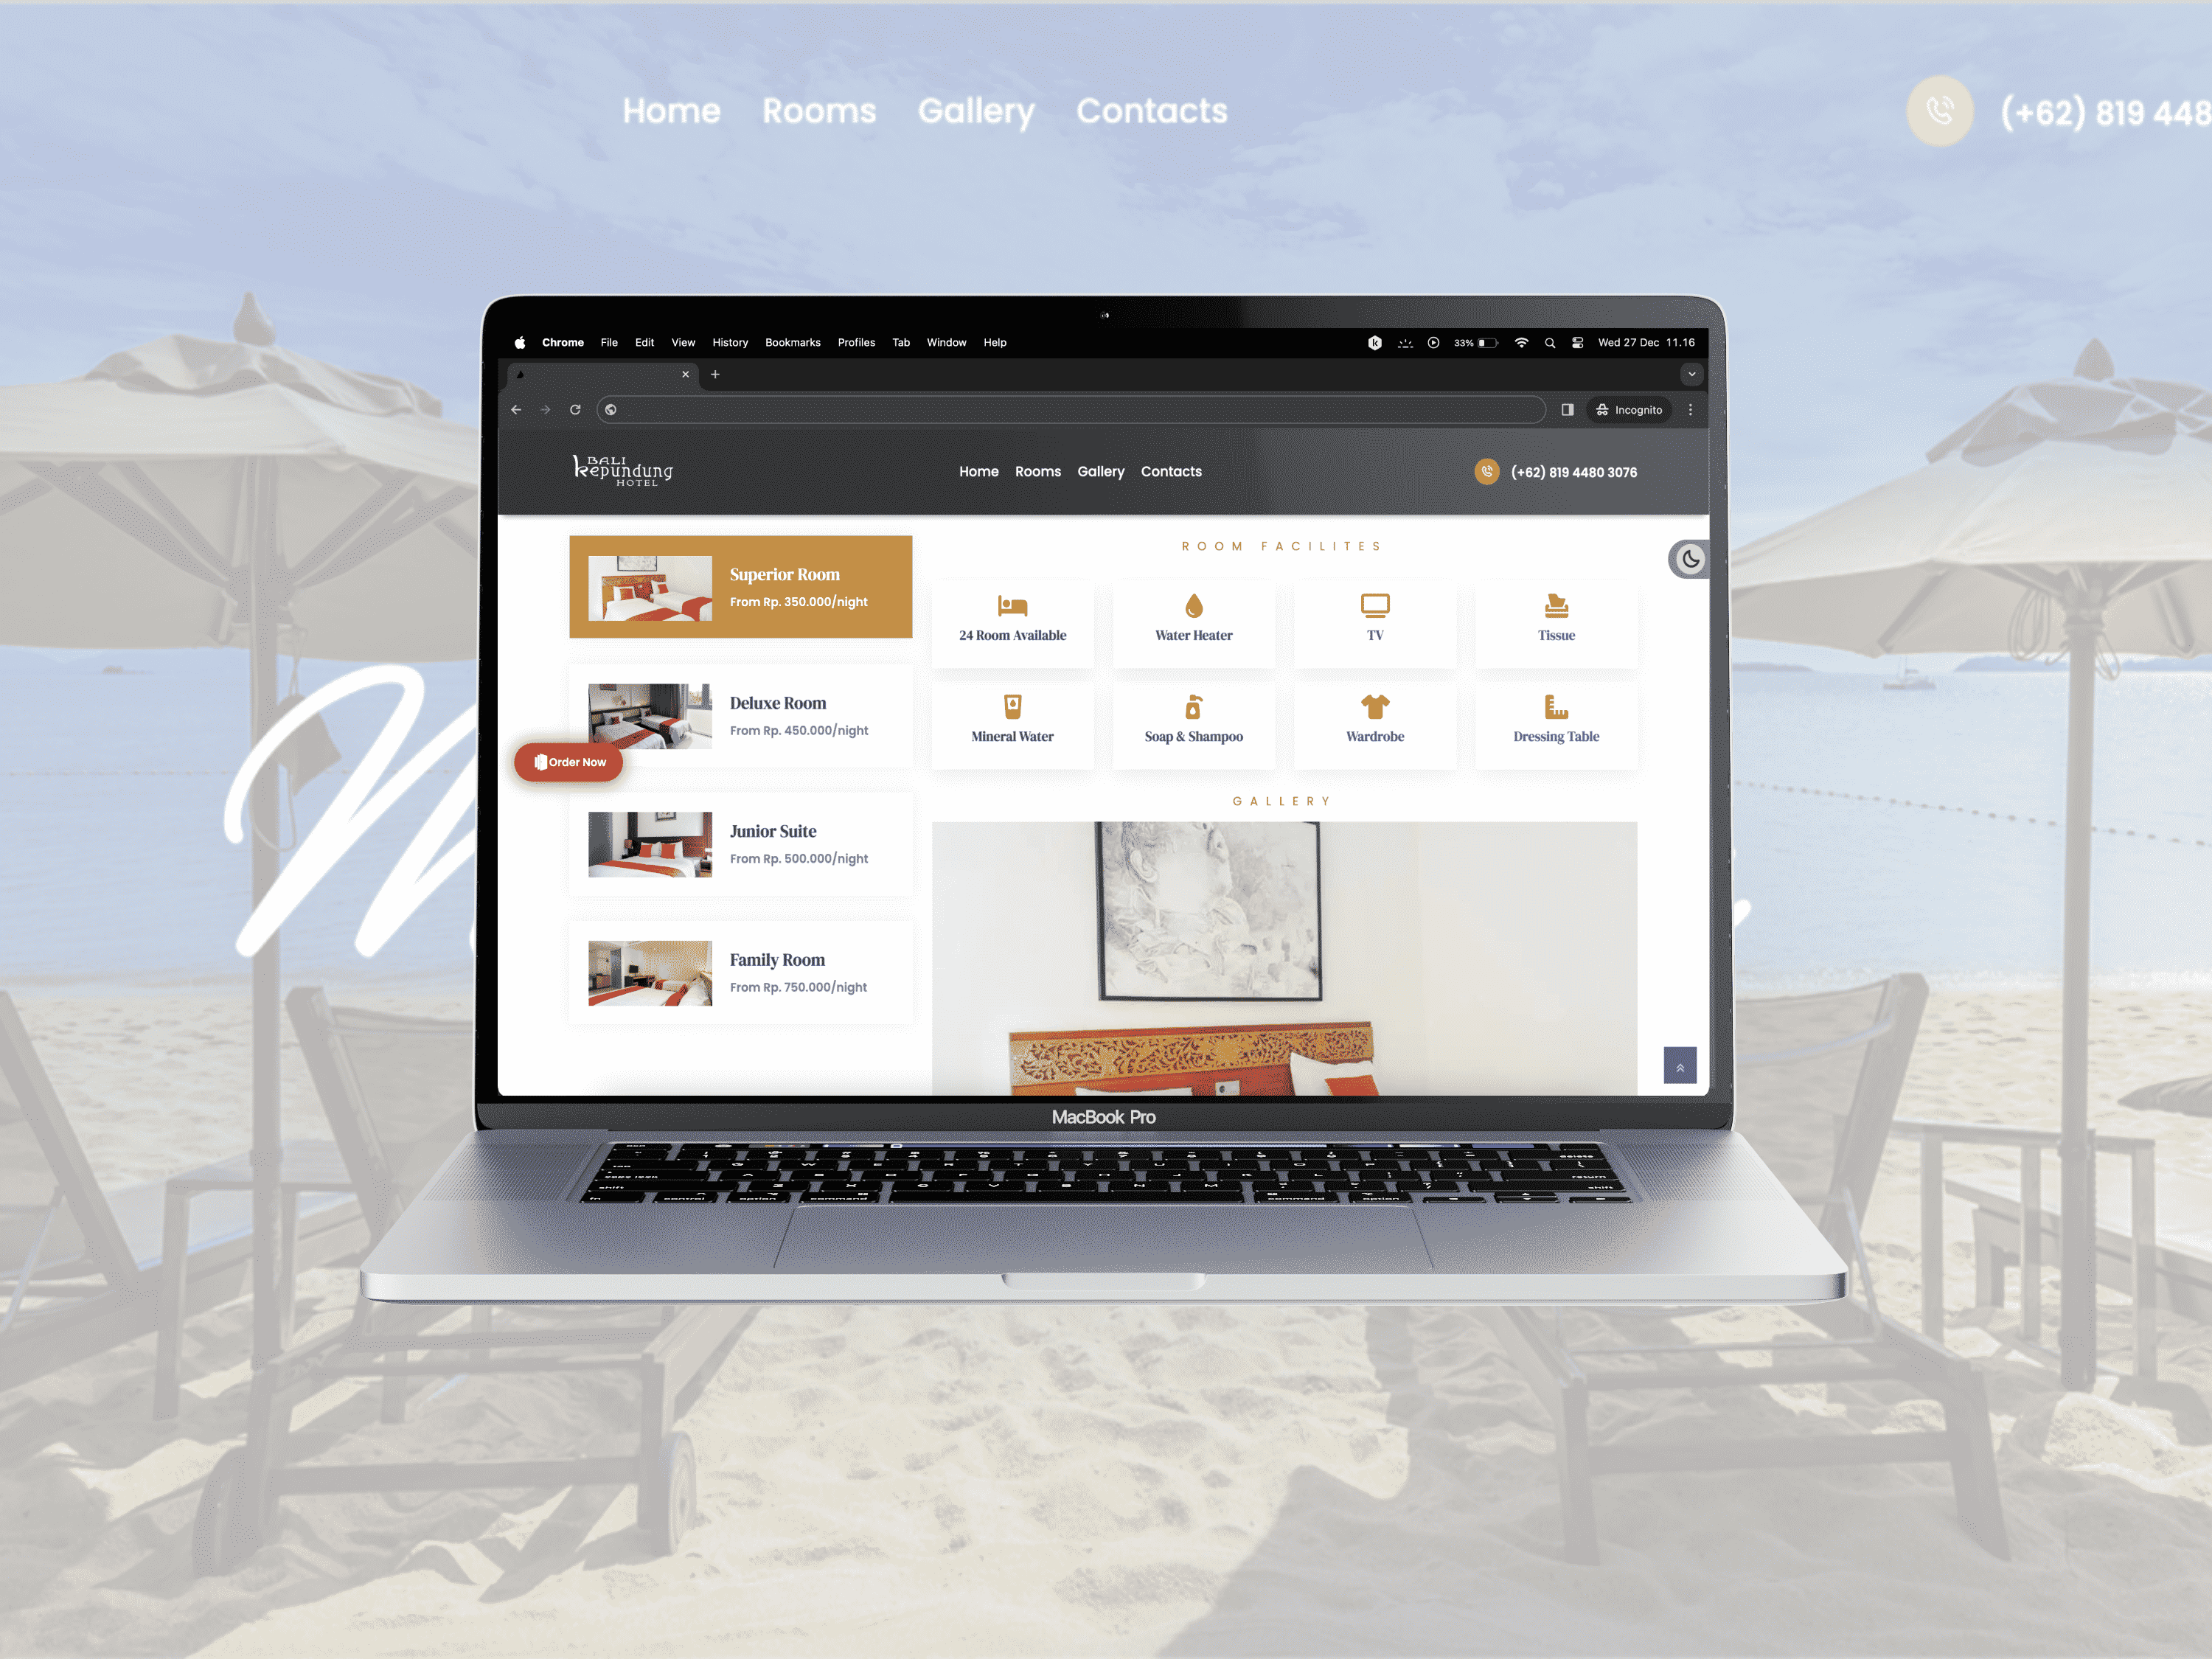 Home Rooms Gallery Contacts
(+62) 819 448
Chrome File Edit View History Bookmarks Profiles Tab Window Help
33% Wed 27 Dec 11.16
Incognito
BALI
Kepundung
HOTEL
Home Rooms Gallery Contacts
(+62) 819 4480 3076
Superior Room
From Rp. 350.000/night
Deluxe Room
From Rp. 450.000/night
Order Now
Junior Suite
From Rp. 500.000/night
Family Room
From Rp. 750.000/night
ROOM FACILITES
24 Room Available
Water Heater
TV
Tissue
Mineral Water
Soap & Shampoo
Wardrobe
Dressing Table
GALLERY
MacBook Pro